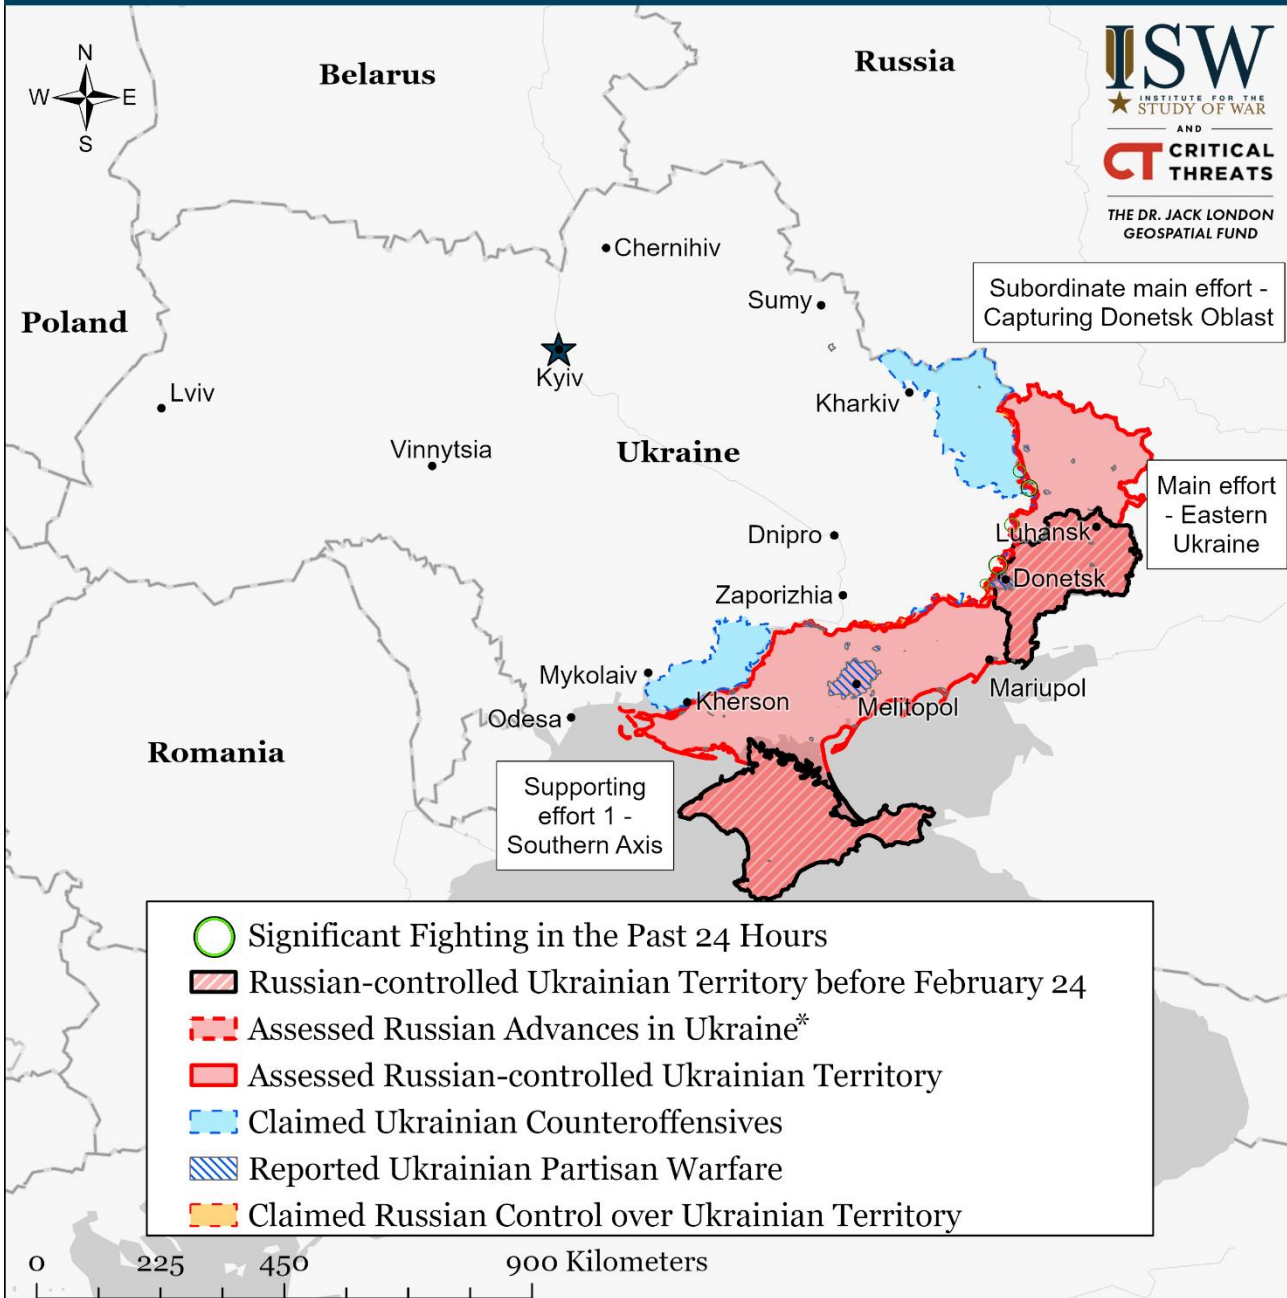 N
W E
S
Belarus
Russia
ISW
INSTITUTE FOR THE
STUDY OF WAR
AND
CT CRITICAL
THREATS
THE DR. JACK LONDON
GEOSPATIAL FUND
Chernihiv
Subordinate main effort -
Capturing Donetsk Oblast
Sumy
Poland
Kyiv
Lviv
Kharkiv
Vinnytsia
Ukraine
Main effort
- Eastern
Ukraine
Dnipro
Luhansk
Donetsk
Zaporizhia
Mykolaiv
Mariupol
Kherson
Melitopol
Odesa
Romania
Supporting
effort 1 -
Southern Axis
Significant Fighting in the Past 24 Hours
Russian-controlled Ukrainian Territory before February 24
Assessed Russian Advances in Ukraine*
Assessed Russian-controlled Ukrainian Territory
Claimed Ukrainian Counteroffensives
Reported Ukrainian Partisan Warfare
Claimed Russian Control over Ukrainian Territory
0 225 450 900 Kilometers